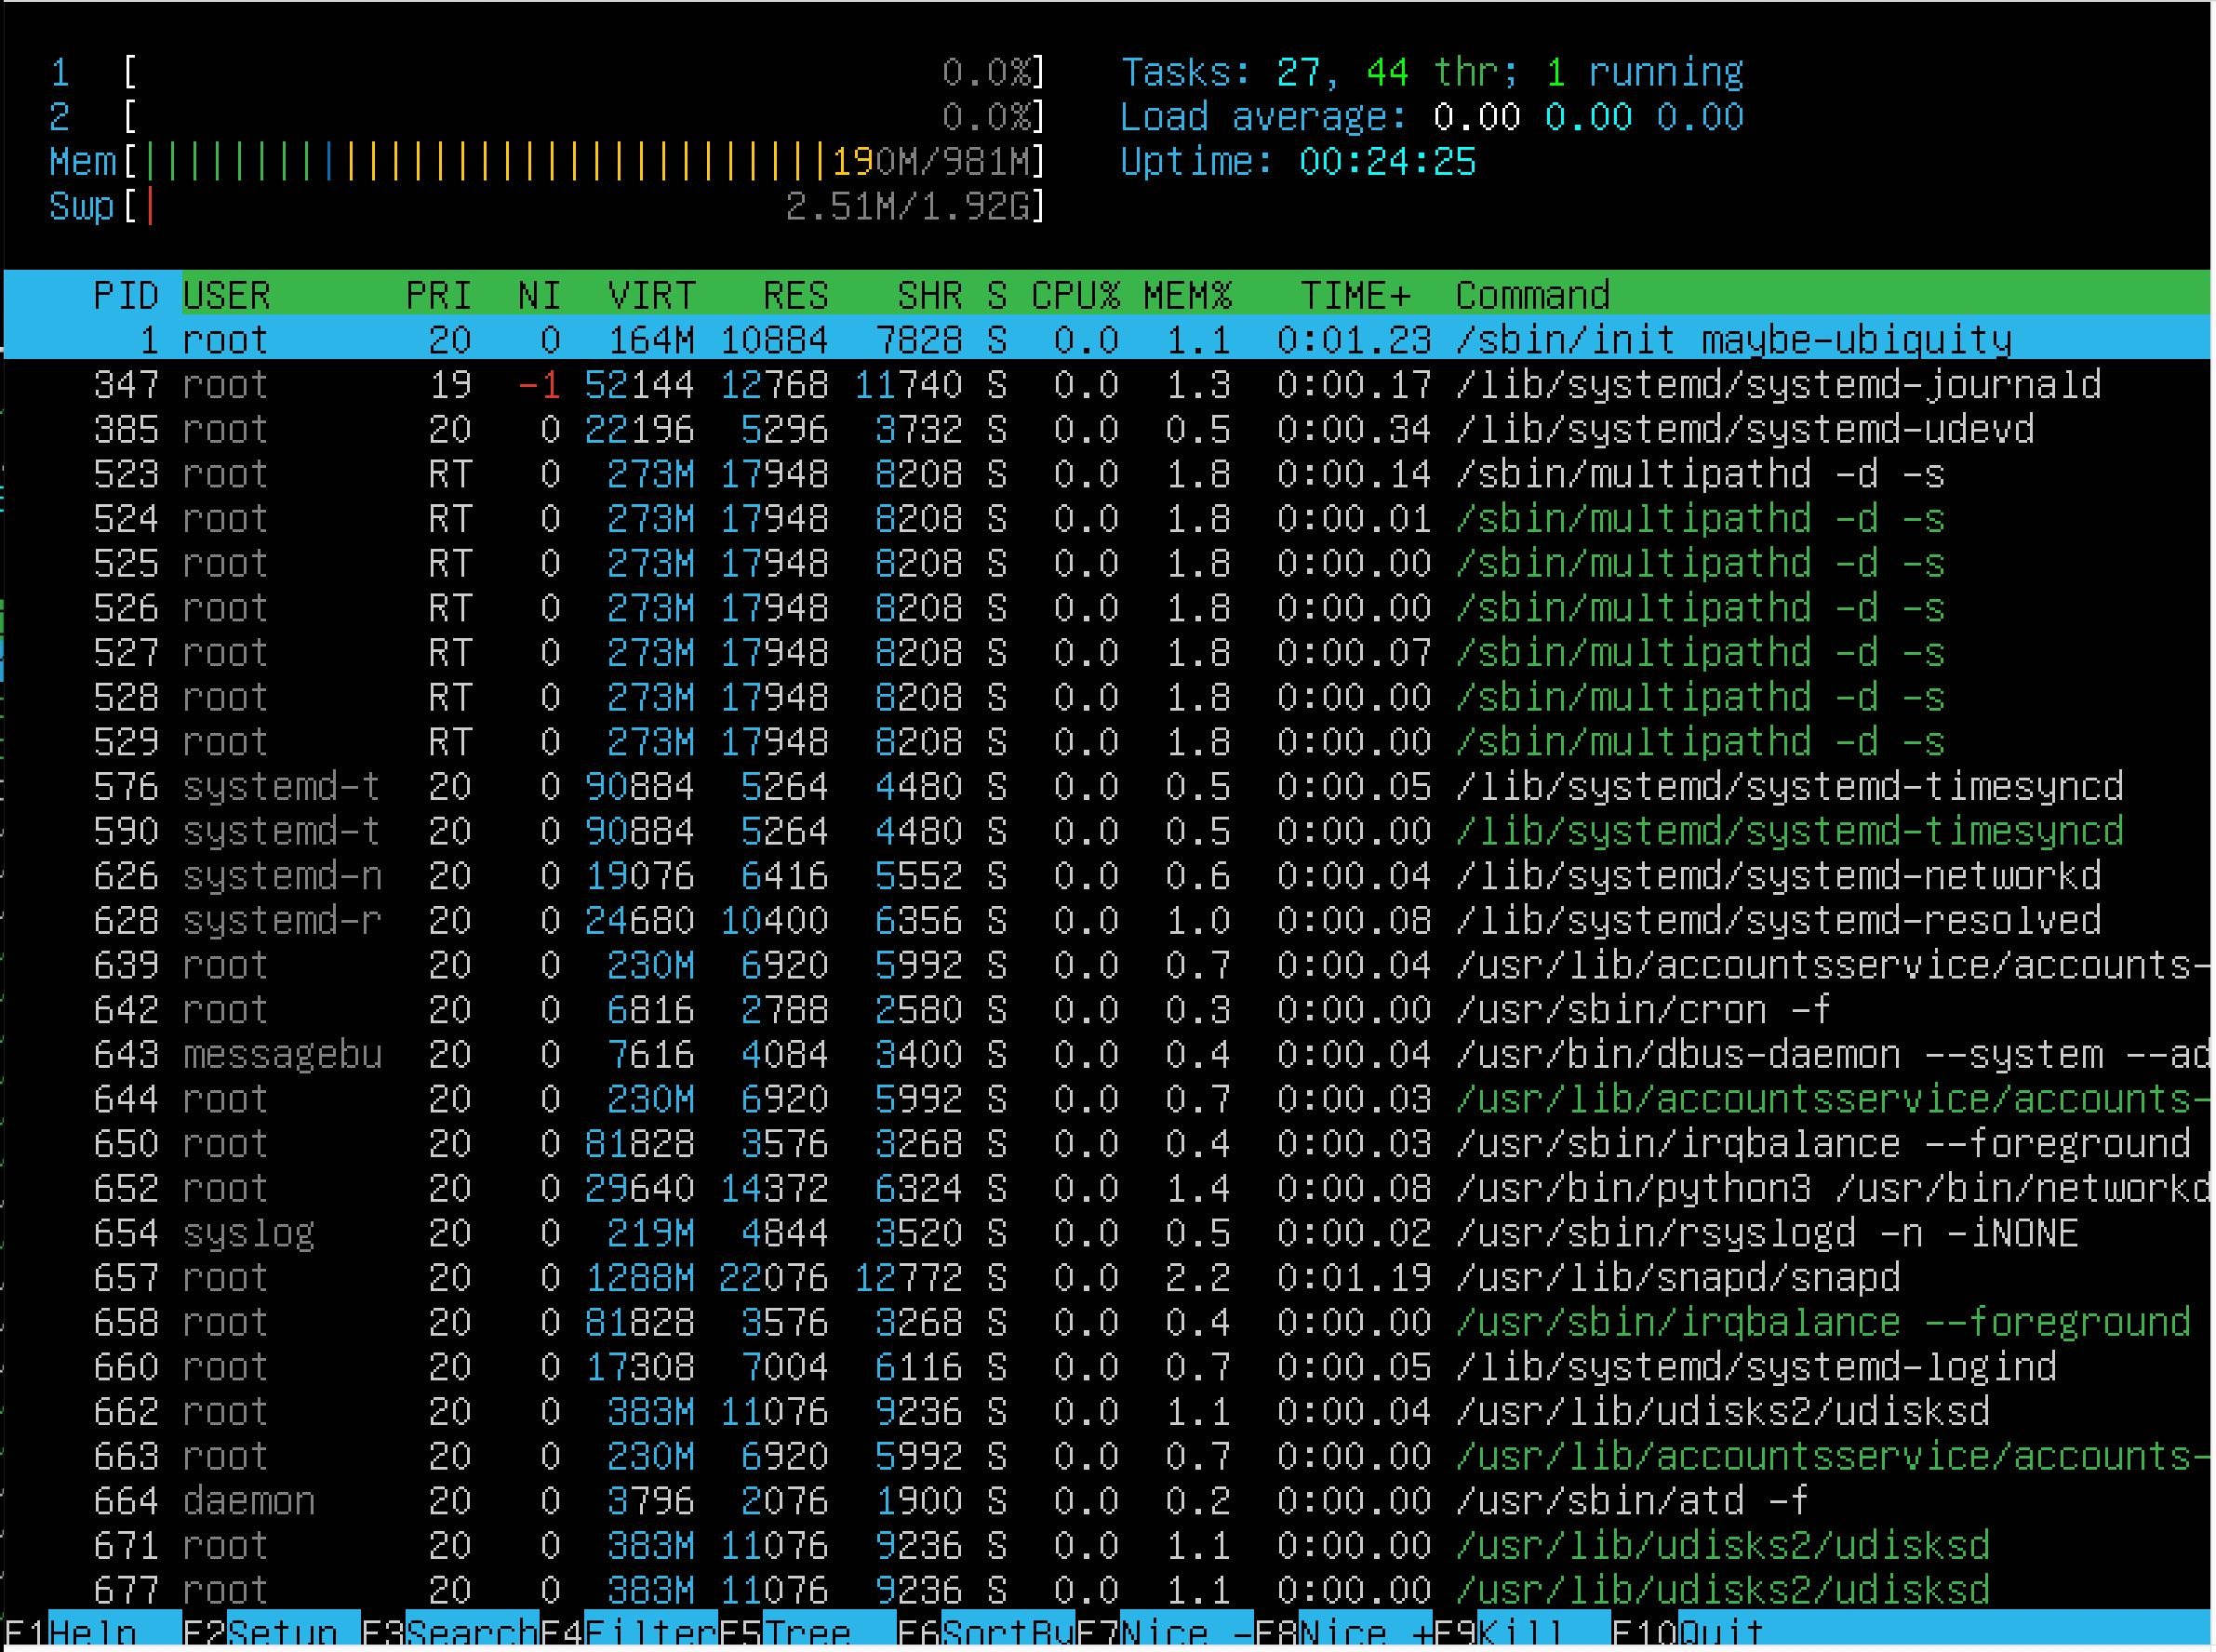 1 [ 0.0%] Tasks: 27, 44 thr; 1 running
2 [ 0.0%] Load average: 0.00 0.00 0.00
Mem[|||||||||||||||||||||||||||||||190M/981M] Uptime: 00:24:25
Swp[| 2.51M/1.92G]
PID USER PRI NI VIRT RES SHR S CPU% MEM% TIME+ Command
1 root 20 0 164M 10884 7828 S 0.0 1.1 0:01.23 /sbin/init maybe-ubiquity
347 root 19 -1 52144 12768 11740 S 0.0 1.3 0:00.17 /lib/systemd/systemd-journald
385 root 20 0 22196 5296 3732 S 0.0 0.5 0:00.34 /lib/systemd/systemd-udevd
523 root RT 0 273M 17948 8208 S 0.0 1.8 0:00.14 /sbin/multipathd -d -s
524 root RT 0 273M 17948 8208 S 0.0 1.8 0:00.01 /sbin/multipathd -d -s
525 root RT 0 273M 17948 8208 S 0.0 1.8 0:00.00 /sbin/multipathd -d -s
526 root RT 0 273M 17948 8208 S 0.0 1.8 0:00.00 /sbin/multipathd -d -s
527 root RT 0 273M 17948 8208 S 0.0 1.8 0:00.07 /sbin/multipathd -d -s
528 root RT 0 273M 17948 8208 S 0.0 1.8 0:00.00 /sbin/multipathd -d -s
529 root RT 0 273M 17948 8208 S 0.0 1.8 0:00.00 /sbin/multipathd -d -s
576 systemd-t 20 0 90884 5264 4480 S 0.0 0.5 0:00.05 /lib/systemd/systemd-timesyncd
590 systemd-t 20 0 90884 5264 4480 S 0.0 0.5 0:00.00 /lib/systemd/systemd-timesyncd
626 systemd-n 20 0 19076 6416 5552 S 0.0 0.6 0:00.04 /lib/systemd/systemd-networkd
628 systemd-r 20 0 24680 10400 6356 S 0.0 1.0 0:00.08 /lib/systemd/systemd-resolved
639 root 20 0 230M 6920 5992 S 0.0 0.7 0:00.04 /usr/lib/accountsservice/accounts-
642 root 20 0 6816 2788 2580 S 0.0 0.3 0:00.00 /usr/sbin/cron -f
643 messagebu 20 0 7616 4084 3400 S 0.0 0.4 0:00.04 /usr/bin/dbus-daemon --system --ad
644 root 20 0 230M 6920 5992 S 0.0 0.7 0:00.03 /usr/lib/accountsservice/accounts-
650 root 20 0 81828 3576 3268 S 0.0 0.4 0:00.03 /usr/sbin/irqbalance --foreground
652 root 20 0 29640 14372 6324 S 0.0 1.4 0:00.08 /usr/bin/python3 /usr/bin/networkd
654 syslog 20 0 219M 4844 3520 S 0.0 0.5 0:00.02 /usr/sbin/rsyslogd -n -iNONE
657 root 20 0 1288M 22076 12772 S 0.0 2.2 0:01.19 /usr/lib/snapd/snapd
658 root 20 0 81828 3576 3268 S 0.0 0.4 0:00.00 /usr/sbin/irqbalance --foreground
660 root 20 0 17308 7004 6116 S 0.0 0.7 0:00.05 /lib/systemd/systemd-logind
662 root 20 0 383M 11076 9236 S 0.0 1.1 0:00.04 /usr/lib/udisks2/udisksd
663 root 20 0 230M 6920 5992 S 0.0 0.7 0:00.00 /usr/lib/accountsservice/accounts-
664 daemon 20 0 3796 2076 1900 S 0.0 0.2 0:00.00 /usr/sbin/atd -f
671 root 20 0 383M 11076 9236 S 0.0 1.1 0:00.00 /usr/lib/udisks2/udisksd
677 root 20 0 383M 11076 9236 S 0.0 1.1 0:00.00 /usr/lib/udisks2/udisksd
F1Help F2Setup F3SearchF4FilterF5Tree F6SortByF7Nice -F8Nice +F9Kill F10Quit